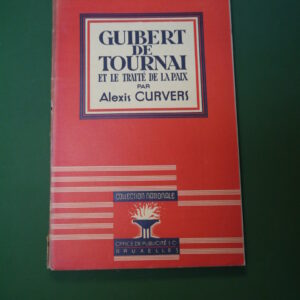 GUIBERT
DE
TOURNAI
ET LE TRAITÉ DE LA PAIX
PAR
Alexis CURVERS
COLLECTION NATIONALE
OFFICE DE PUBLICITÉ S.C.
BRUXELLES